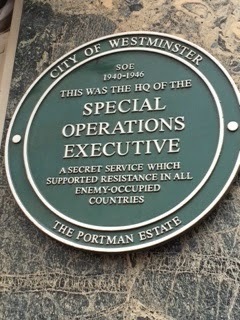 CITY OF WESTMINSTER
SOE
1940-1946
THIS WAS THE HQ OF THE
SPECIAL
OPERATIONS
EXECUTIVE
A SECRET SERVICE WHICH
SUPPORTED RESISTANCE IN ALL
ENEMY-OCCUPIED
COUNTRIES
THE PORTMAN ESTATE